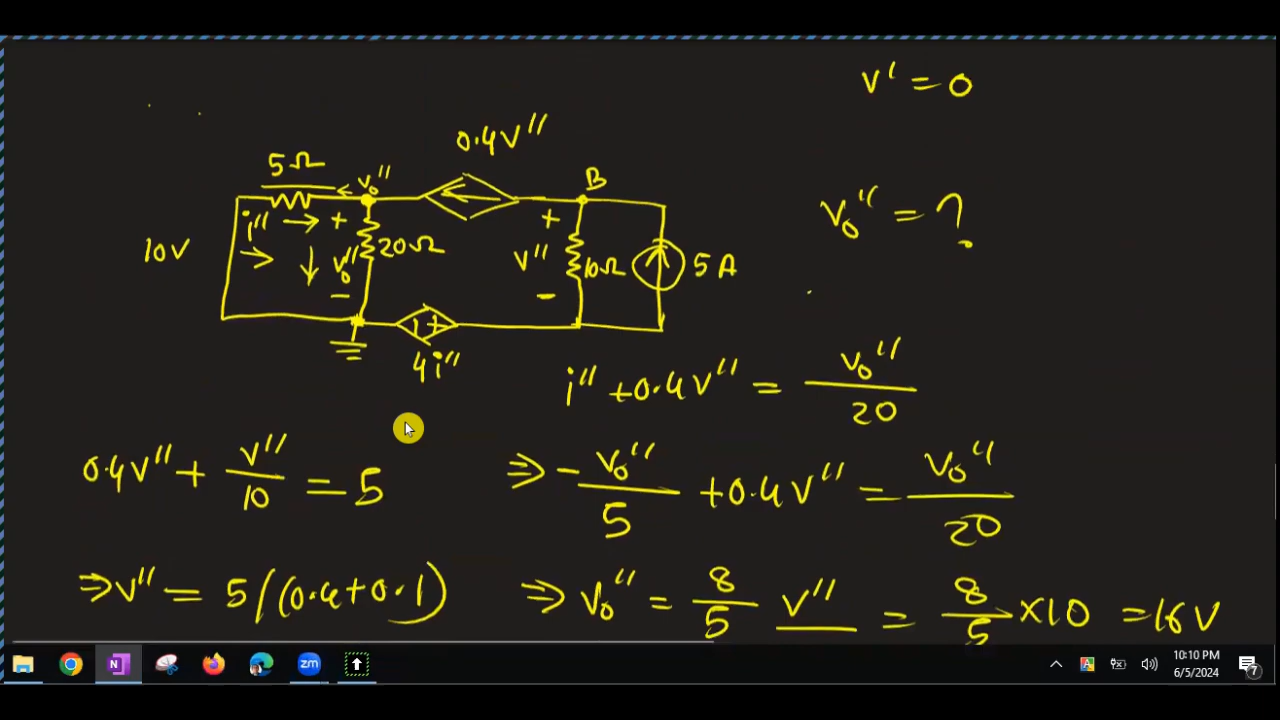 v' = 0
0.4v''
5Ω
v₀''
B
i''
+
+
v₀'' = ?
10V
20Ω
v''
10Ω
5A
v₀''
−
−
− +
4i''
i'' + 0.4v'' = v₀''/20
0.4v'' + v''/10 = 5
⇒ −v₀''/5 + 0.4v'' = v₀''/20
⇒ v'' = 5/(0.4+0.1)
⇒ v₀'' = 8/5 v'' = 8/5 × 10 = 16V
zm
A
10:10 PM
6/5/2024
7